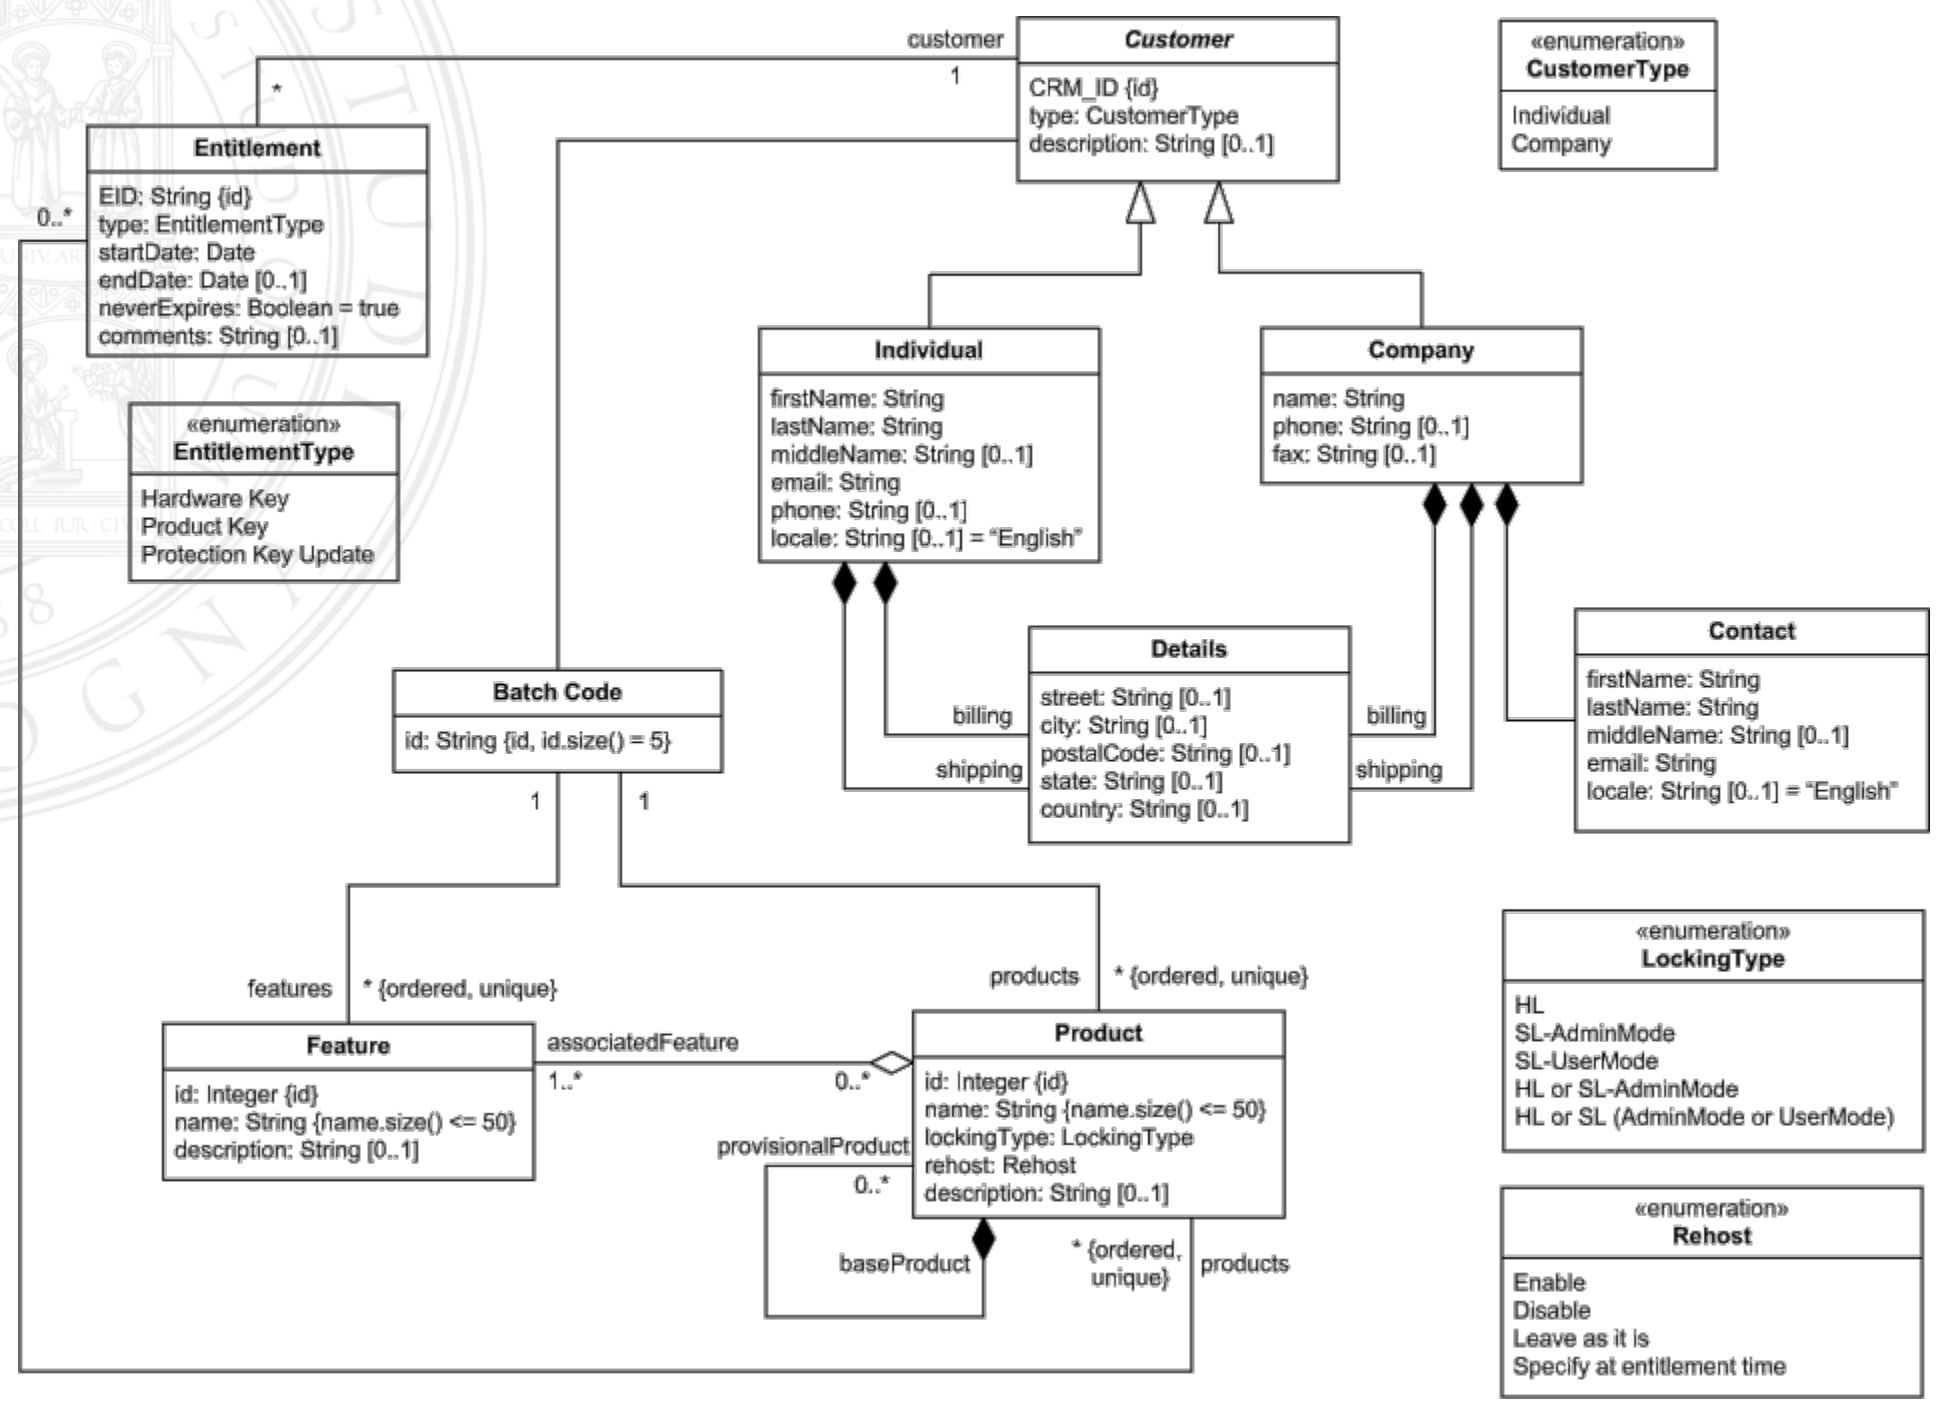 customer
1
*
Customer
CRM_ID {id}
type: CustomerType
description: String [0..1]
«enumeration»
CustomerType
Individual
Company
Entitlement
EID: String {id}
type: EntitlementType
startDate: Date
endDate: Date [0..1]
neverExpires: Boolean = true
comments: String [0..1]
0..*
«enumeration»
EntitlementType
Hardware Key
Product Key
Protection Key Update
Individual
firstName: String
lastName: String
middleName: String [0..1]
email: String
phone: String [0..1]
locale: String [0..1] = “English”
Company
name: String
phone: String [0..1]
fax: String [0..1]
Details
street: String [0..1]
city: String [0..1]
postalCode: String [0..1]
state: String [0..1]
country: String [0..1]
billing
shipping
billing
shipping
Contact
firstName: String
lastName: String
middleName: String [0..1]
email: String
locale: String [0..1] = “English”
Batch Code
id: String {id, id.size() = 5}
1
1
features
* {ordered, unique}
products
* {ordered, unique}
Feature
id: Integer {id}
name: String {name.size() <= 50}
description: String [0..1]
associatedFeature
1..*
0..*
Product
id: Integer {id}
name: String {name.size() <= 50}
lockingType: LockingType
rehost: Rehost
description: String [0..1]
provisionalProduct
0..*
baseProduct
* {ordered,
unique}
products
«enumeration»
LockingType
HL
SL-AdminMode
SL-UserMode
HL or SL-AdminMode
HL or SL (AdminMode or UserMode)
«enumeration»
Rehost
Enable
Disable
Leave as it is
Specify at entitlement time